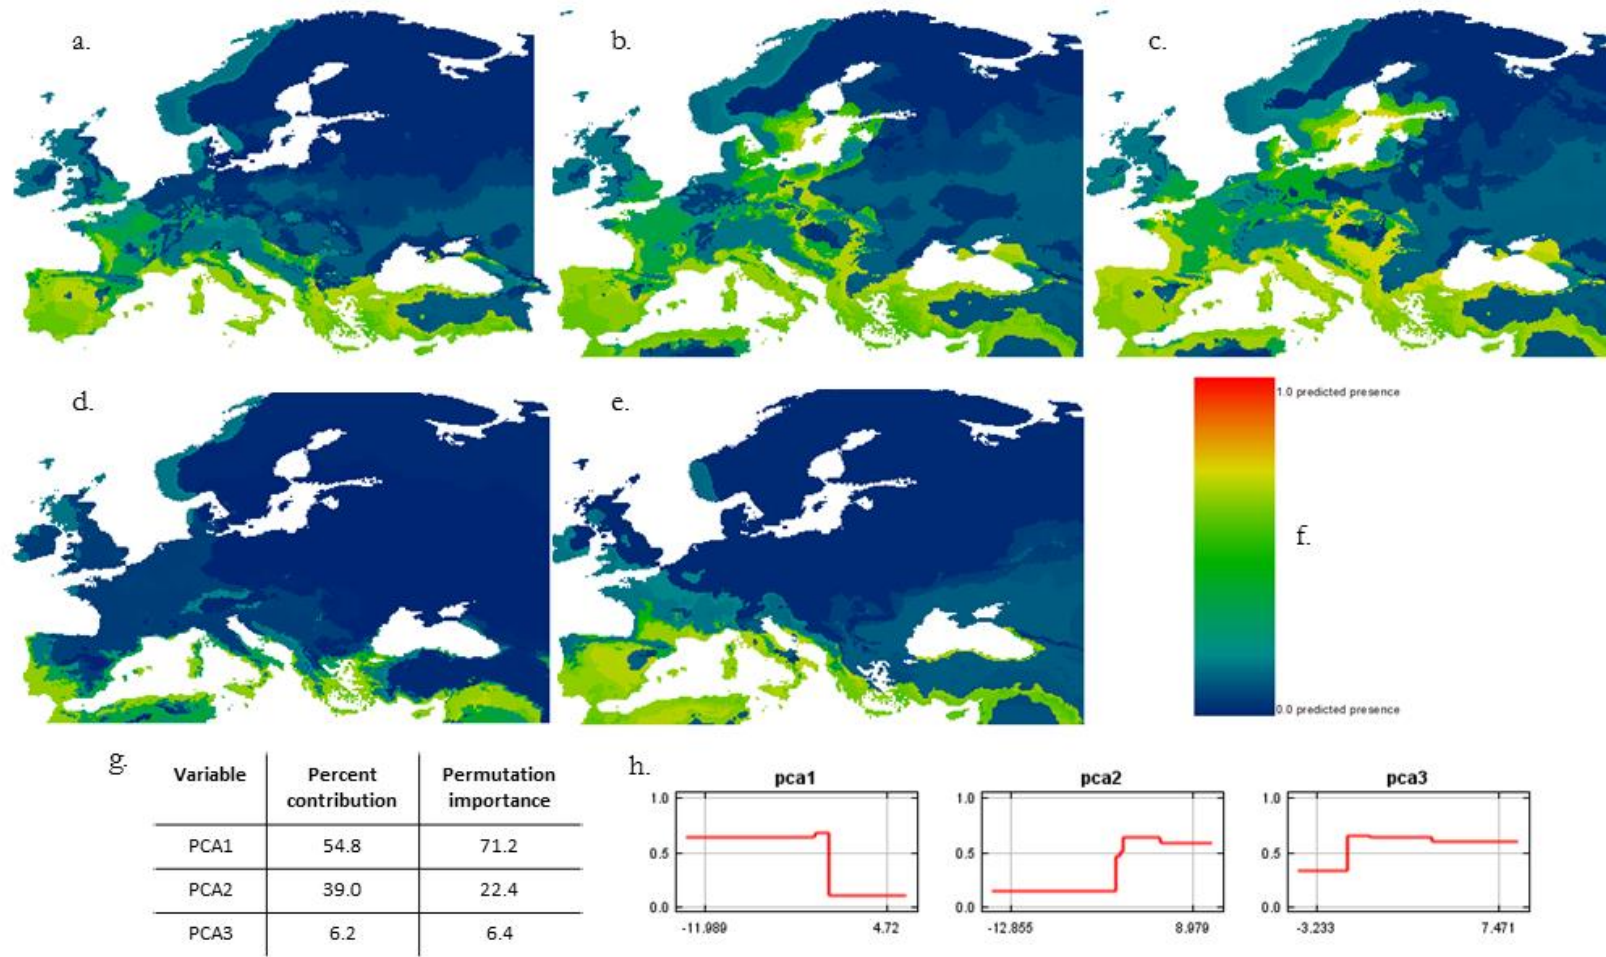 a.
b.
c.
d.
e.
1.0 predicted presence
f.
0.0 predicted presence
g.
Variable Percent contribution Permutation importance
PCA1 54.8 71.2
PCA2 39.0 22.4
PCA3 6.2 6.4
h.
pca1
1.0
0.5
0.0
-11.989 4.72
pca2
1.0
0.5
0.0
-12.855 8.979
pca3
1.0
0.5
0.0
-3.233 7.471